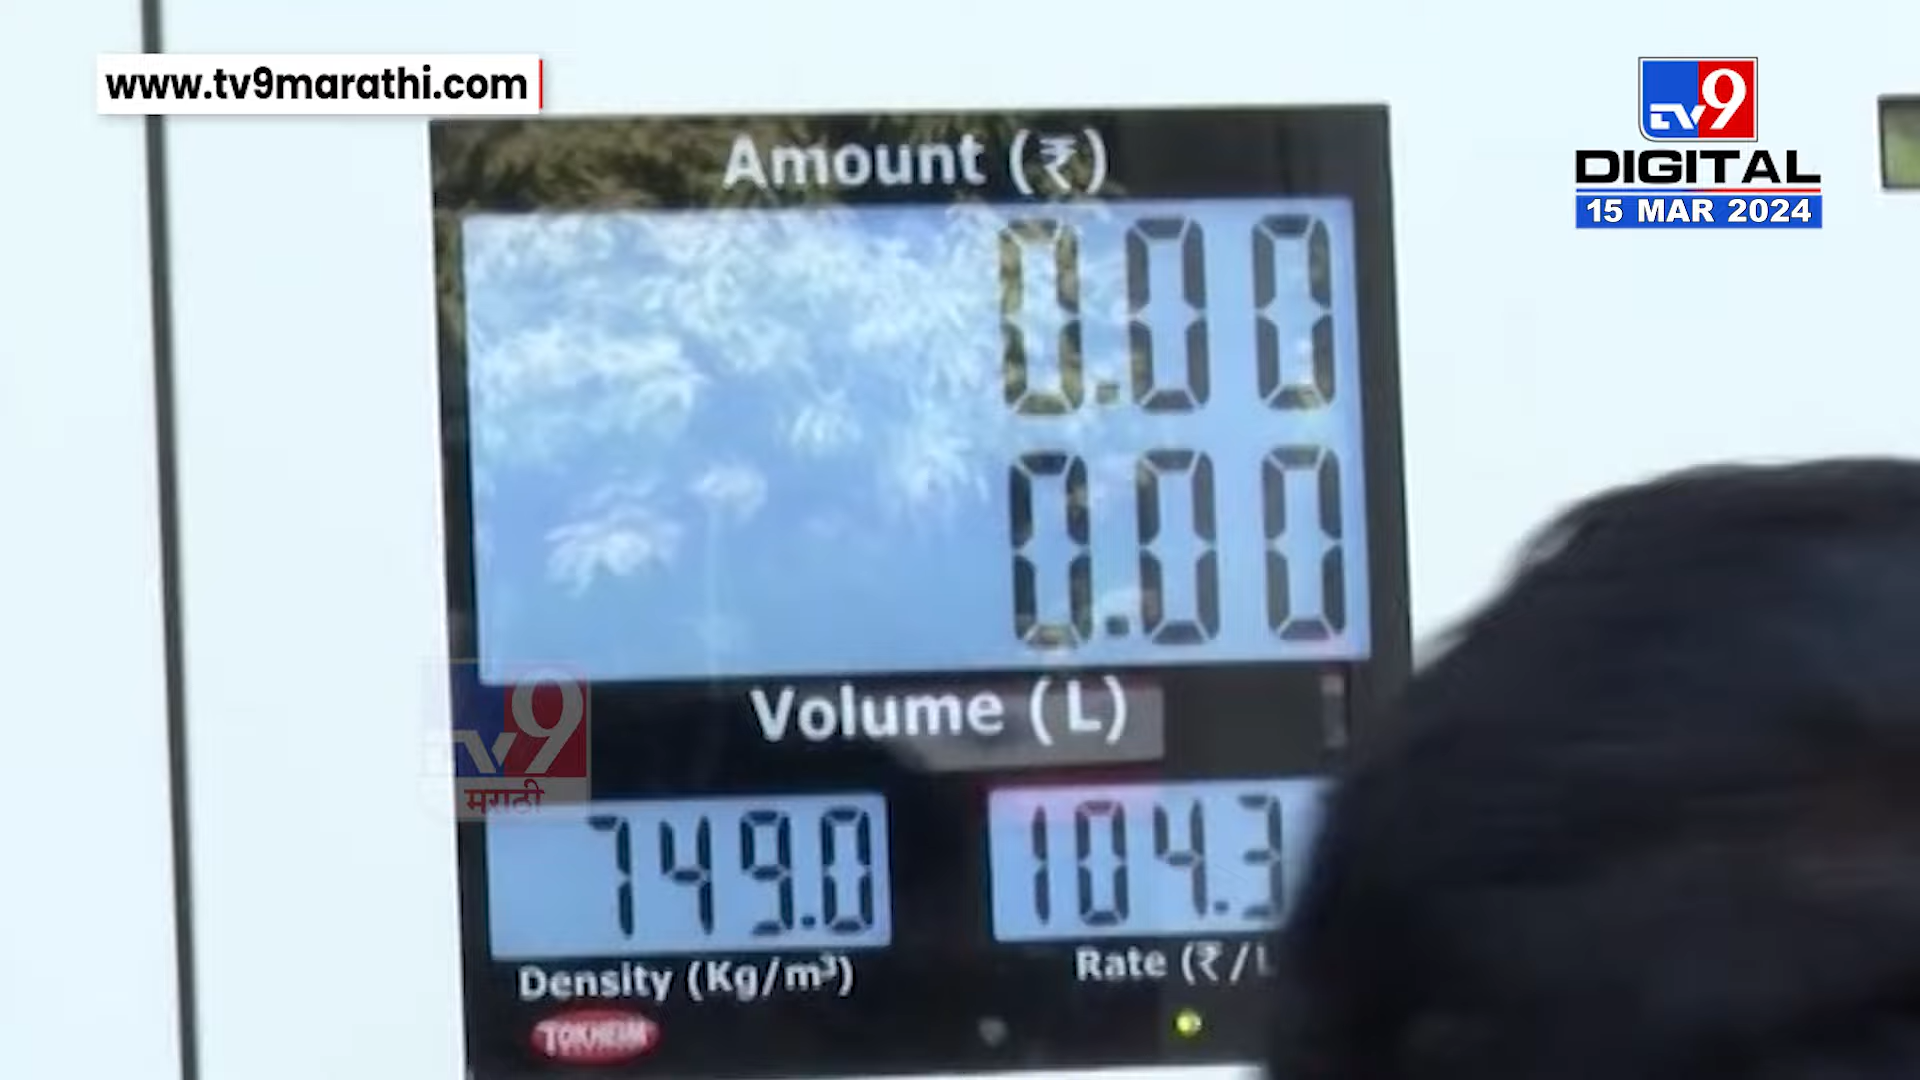 www.tv9marathi.com
TV9
DIGITAL
15 MAR 2024
Amount (₹)
0.00
0.00
Volume (L)
TV9
मराठी
749.0
104.3
Density (Kg/m³)
Rate (₹/L
TOKHEIM